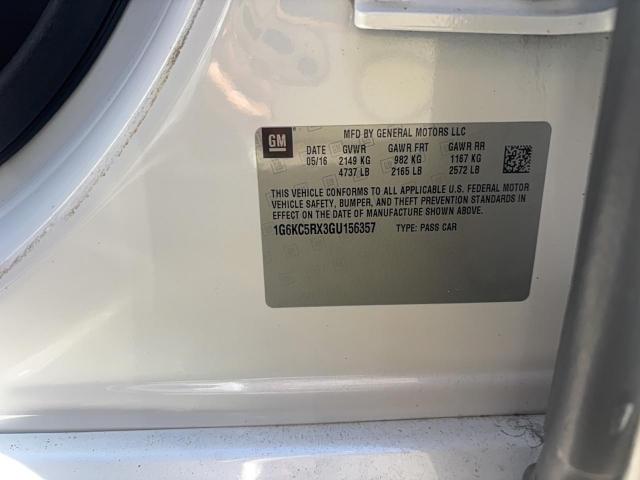 GM
MFD BY GENERAL MOTORS LLC
DATE GVWR GAWR FRT GAWR RR
05/16 2149 KG 982 KG 1167 KG
4737 LB 2165 LB 2572 LB
THIS VEHICLE CONFORMS TO ALL APPLICABLE U.S. FEDERAL MOTOR
VEHICLE SAFETY, BUMPER, AND THEFT PREVENTION STANDARDS IN
EFFECT ON THE DATE OF MANUFACTURE SHOWN ABOVE.
1G6KC5RX3GU156357 TYPE: PASS CAR